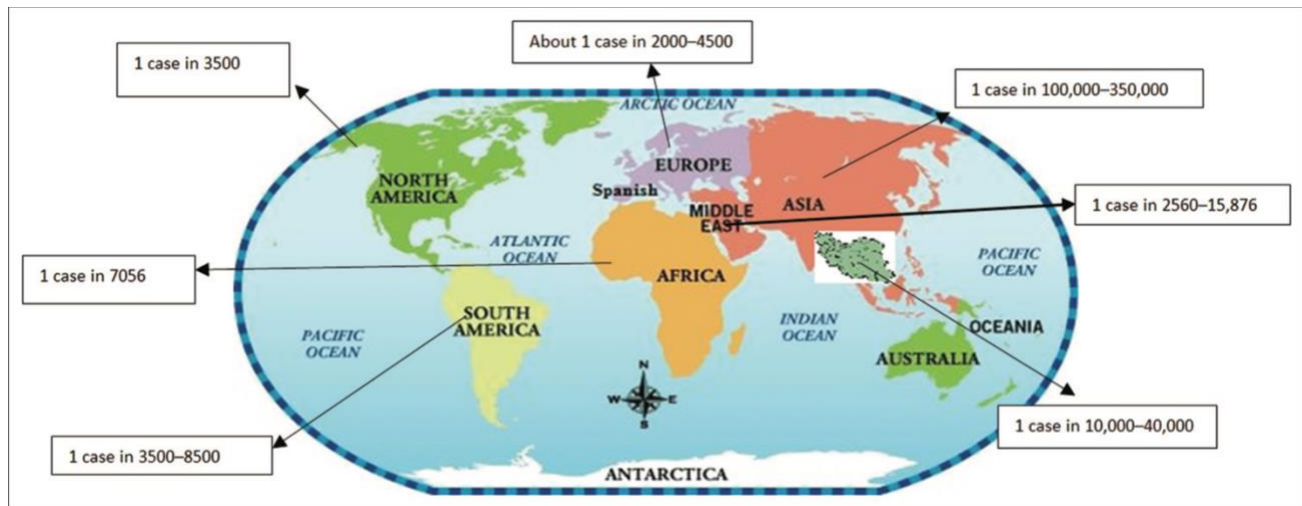 About 1 case in 2000–4500
1 case in 3500
1 case in 100,000–350,000
ARCTIC OCEAN
EUROPE
NORTH
AMERICA
Spanish
ASIA
MIDDLE
EAST
1 case in 2560–15,876
ATLANTIC
OCEAN
PACIFIC
OCEAN
1 case in 7056
AFRICA
SOUTH
AMERICA
INDIAN
OCEAN
OCEANIA
PACIFIC
OCEAN
AUSTRALIA
N
W
E
S
1 case in 10,000–40,000
1 case in 3500–8500
ANTARCTICA